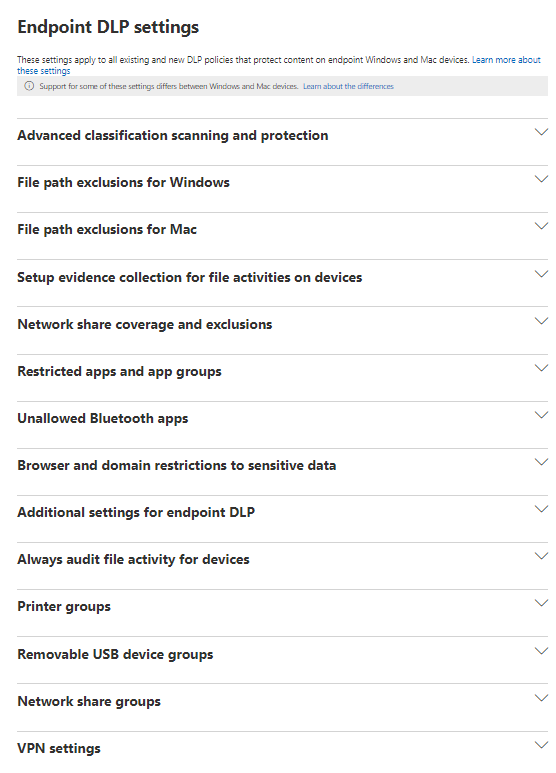 Endpoint DLP settings
These settings apply to all existing and new DLP policies that protect content on endpoint Windows and Mac devices. Learn more about
these settings
Support for some of these settings differs between Windows and Mac devices. Learn about the differences
Advanced classification scanning and protection
File path exclusions for Windows
File path exclusions for Mac
Setup evidence collection for file activities on devices
Network share coverage and exclusions
Restricted apps and app groups
Unallowed Bluetooth apps
Browser and domain restrictions to sensitive data
Additional settings for endpoint DLP
Always audit file activity for devices
Printer groups
Removable USB device groups
Network share groups
VPN settings